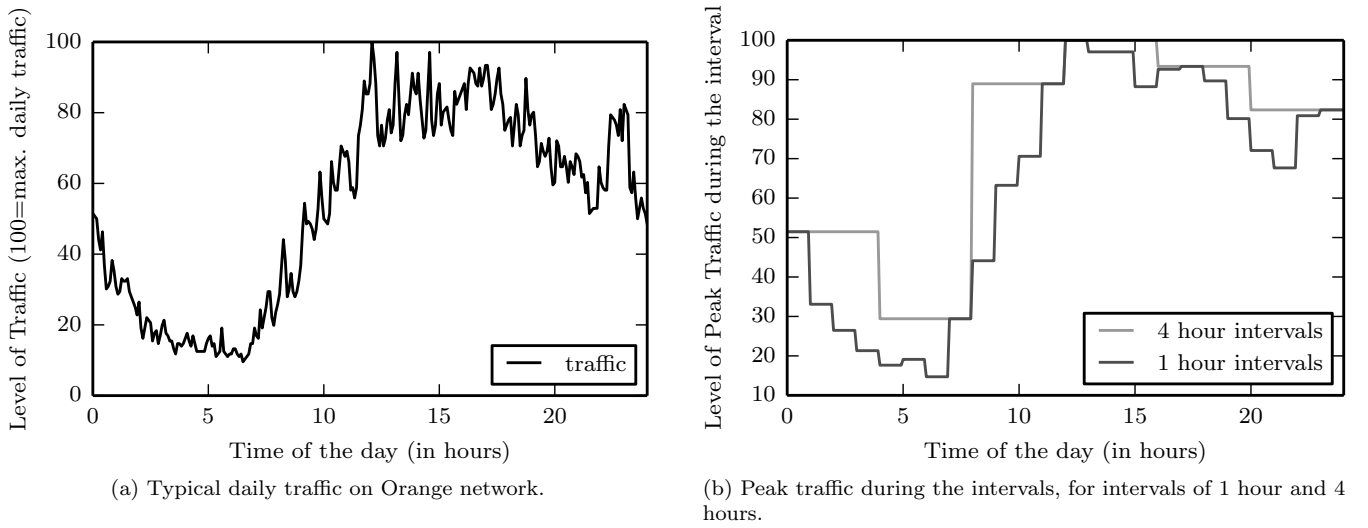 Level of Traffic (100=max. daily traffic)
100
80
60
40
20
0
0 5 10 15 20
traffic
Time of the day (in hours)
(a) Typical daily traffic on Orange network.
Level of Peak Traffic during the interval
100
90
80
70
60
50
40
30
20
10
0 5 10 15 20
4 hour intervals
1 hour intervals
Time of the day (in hours)
(b) Peak traffic during the intervals, for intervals of 1 hour and 4
hours.